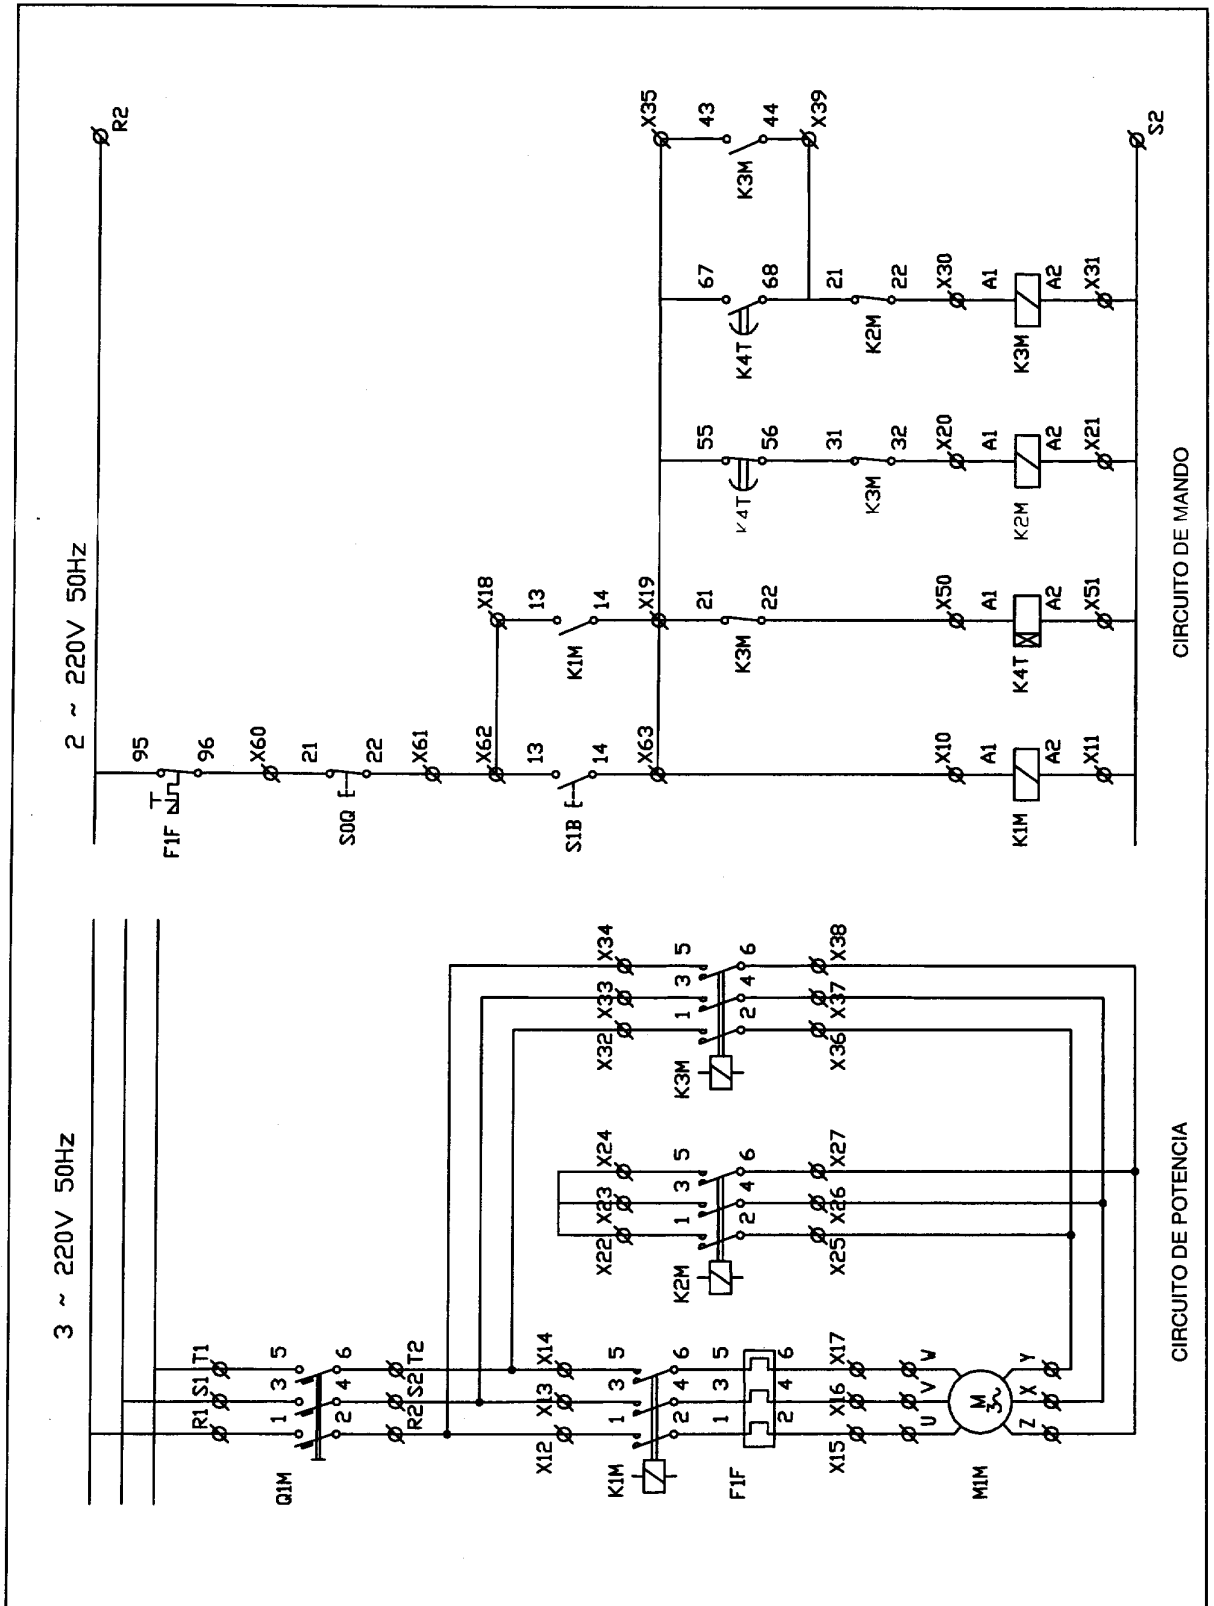 3 ~ 220V 50Hz
R1 S1 T1
1 3 5
Q1M
2 4 6
R2 S2 T2
X12 X13 X14
X22 X23 X24
X32 X33 X34
1 3 5
K1M
2 4 6
1 3 5
K2M
2 4 6
1 3 5
K3M
2 4 6
1 3 5
F1F
2 4 6
X15 X16 X17
X25 X26 X27
X36 X37 X38
U V W
M
3~
M1M
Z X Y
CIRCUITO DE POTENCIA
2 ~ 220V 50Hz
R2
95
F1F
96
X60
21
S0Q
22
X61
X62 X18
13
S1B
14
13
K1M
14
X63 X19 X35
21
K3M
22
55
K4T
56
67
K4T
68
43
K3M
44
X39
31
K3M
32
21
K2M
22
X10 X50 X20 X30
A1
K1M
A2
A1
K4T
A2
A1
K2M
A2
A1
K3M
A2
X11 X51 X21 X31
S2
CIRCUITO DE MANDO